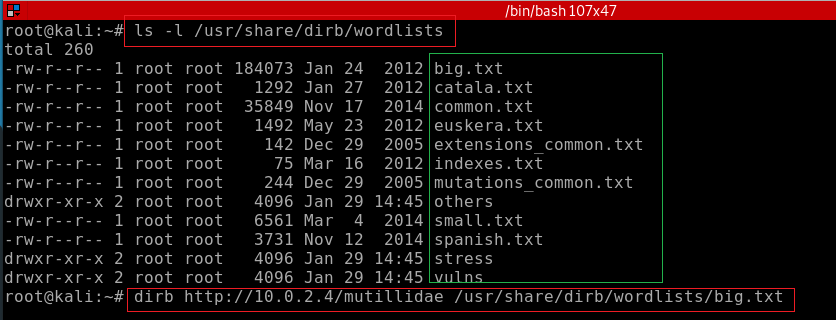 /bin/bash 107x47
root@kali:~# ls -l /usr/share/dirb/wordlists
total 260
-rw-r--r-- 1 root root 184073 Jan 24  2012 big.txt
-rw-r--r-- 1 root root   1292 Jan 27  2012 catala.txt
-rw-r--r-- 1 root root  35849 Nov 17  2014 common.txt
-rw-r--r-- 1 root root   1492 May 23  2012 euskera.txt
-rw-r--r-- 1 root root    142 Dec 29  2005 extensions_common.txt
-rw-r--r-- 1 root root     75 Mar 16  2012 indexes.txt
-rw-r--r-- 1 root root    244 Dec 29  2005 mutations_common.txt
drwxr-xr-x 2 root root   4096 Jan 29 14:45 others
-rw-r--r-- 1 root root   6561 Mar  4  2014 small.txt
-rw-r--r-- 1 root root   3731 Nov 12  2014 spanish.txt
drwxr-xr-x 2 root root   4096 Jan 29 14:45 stress
drwxr-xr-x 2 root root   4096 Jan 29 14:45 vulns
root@kali:~# dirb http://10.0.2.4/mutillidae /usr/share/dirb/wordlists/big.txt